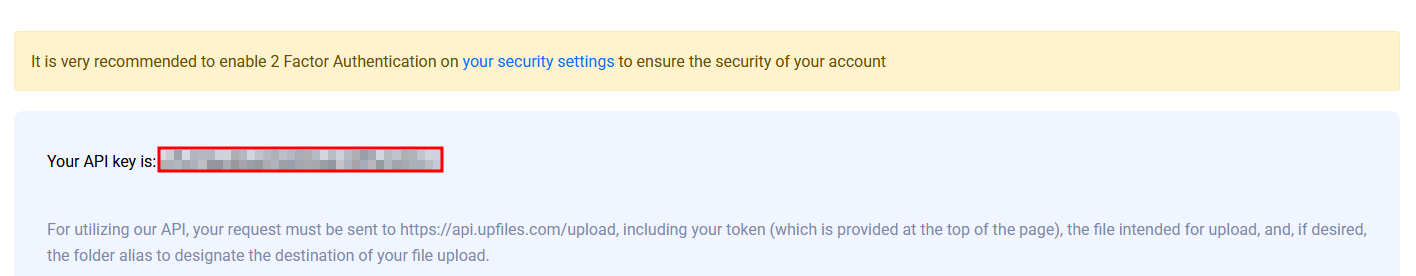 It is very recommended to enable 2 Factor Authentication on your security settings to ensure the security of your account
Your API key is:
For utilizing our API, your request must be sent to https://api.upfiles.com/upload, including your token (which is provided at the top of the page), the file intended for upload, and, if desired,
the folder alias to designate the destination of your file upload.